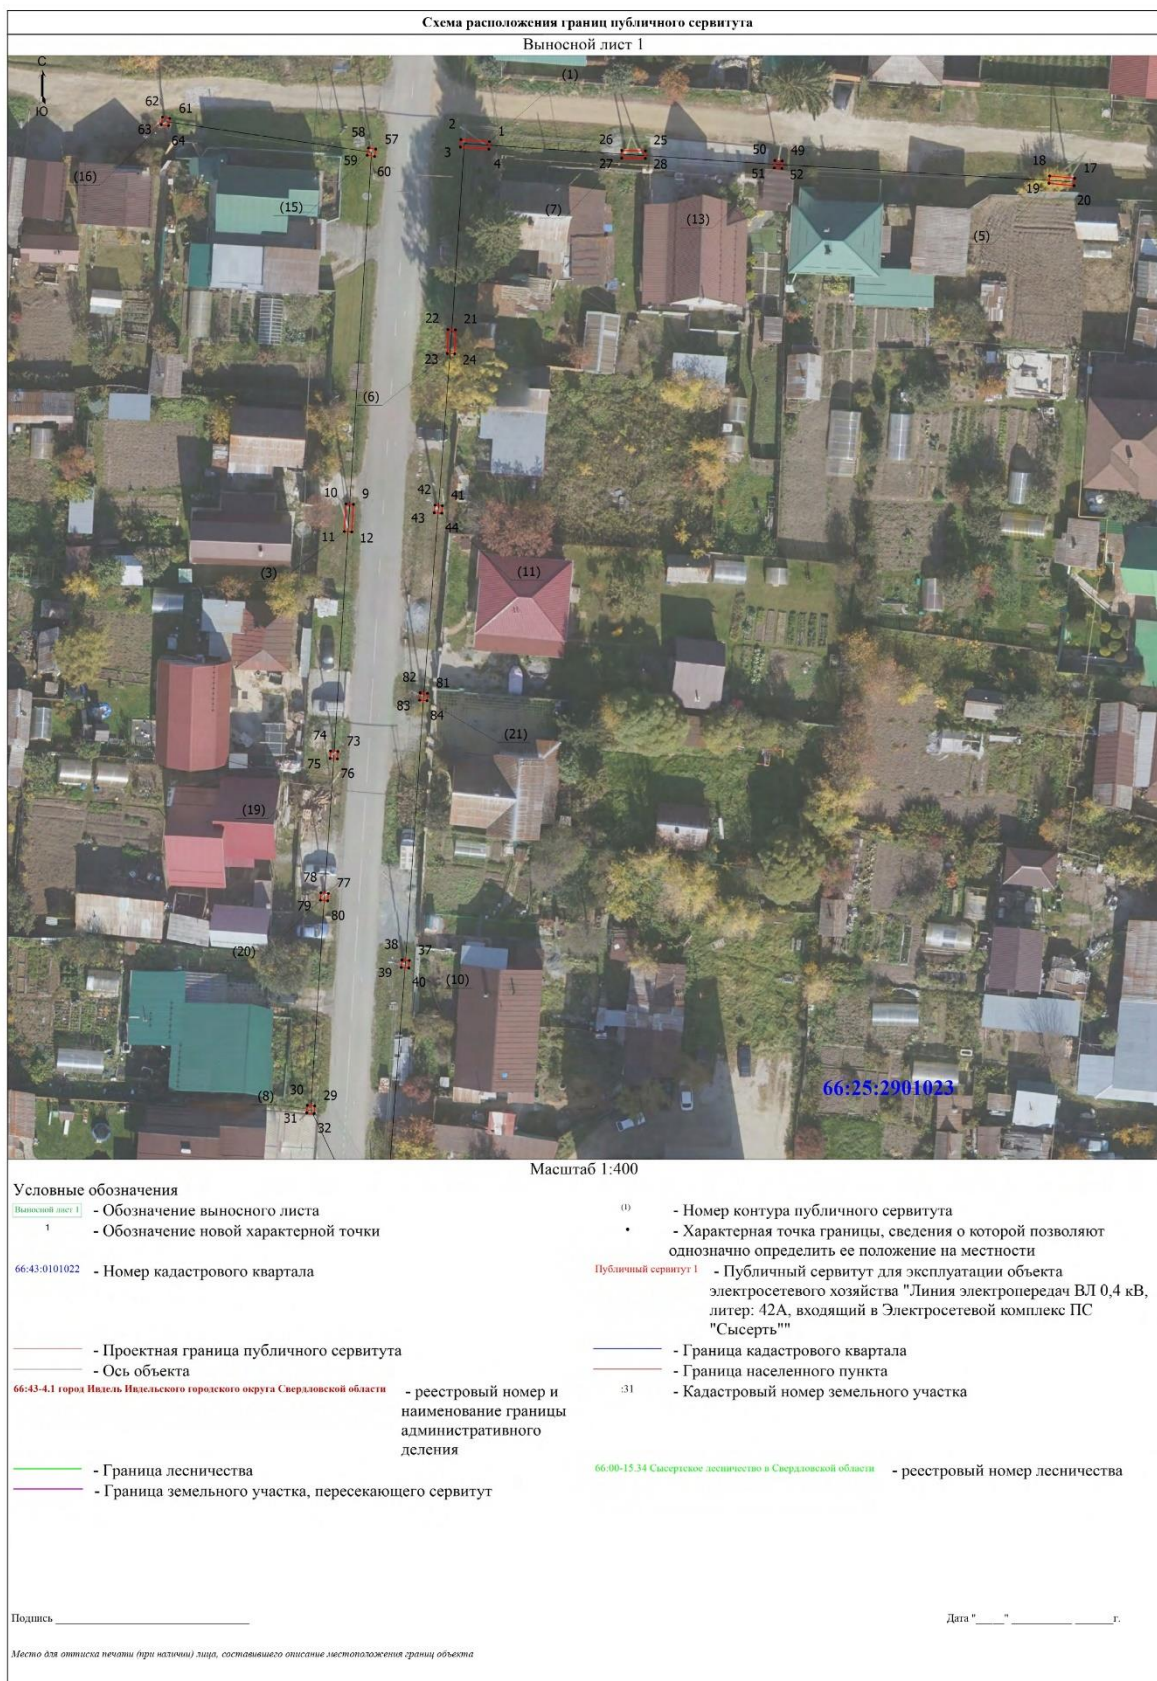 Схема расположения границ публичного сервитута
Выносной лист 1
С
Ю
(1)
62
61
63
64
58
57
59
60
2
1
3
4
26
25
27
28
50
49
51
52
18
17
19
20
(16)
(15)
(7)
(13)
(5)
22
21
23
24
(6)
10
9
11
12
42
41
43
44
(3)
(11)
82
81
83
84
(21)
74
73
75
76
(19)
78
77
79
80
(20)
38
37
39
40
(10)
66:25:2901023
(8)
30
29
31
32
Масштаб 1:400
Условные обозначения
Выносной лист 1 - Обозначение выносного листа
1 - Обозначение новой характерной точки
66:43:0101022 - Номер кадастрового квартала
- Проектная граница публичного сервитута
- Ось объекта
66:43-4.1 город Ивдель Ивдельского городского округа Свердловской области - реестровый номер и
наименование границы
административного
деления
- Граница лесничества
- Граница земельного участка, пересекающего сервитут
(1) - Номер контура публичного сервитута
- Характерная точка границы, сведения о которой позволяют
однозначно определить ее положение на местности
Публичный сервитут 1 - Публичный сервитут для эксплуатации объекта
электросетевого хозяйства "Линия электропередач ВЛ 0,4 кВ,
литер: 42А, входящий в Электросетевой комплекс ПС
"Сысерть""
- Граница кадастрового квартала
- Граница населенного пункта
:31 - Кадастровый номер земельного участка
66:00-15.34 Сысертское лесничество в Свердловской области - реестровый номер лесничества
Подпись ____________________
Дата "_____" ___________ _______г.
Место для оттиска печати (при наличии) лица, составившего описание местоположения границ объекта